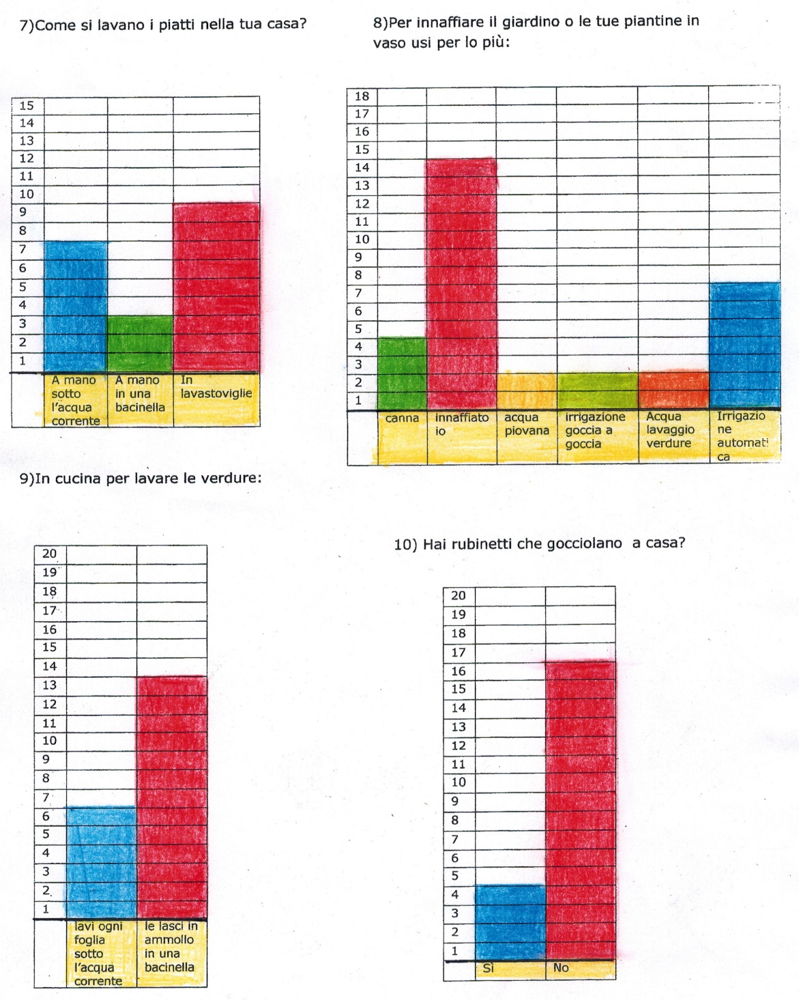 7)Come si lavano i piatti nella tua casa?
15
14
13
12
11
10
9
8
7
6
5
4
3
2
1
A mano
sotto
l'acqua
corrente
A mano
in una
bacinella
In
lavastoviglie
8)Per innaffiare il giardino o le tue piantine in
vaso usi per lo più:
18
17
16
15
14
13
12
11
10
9
8
7
6
5
4
3
2
1
canna
innaffiato
io
acqua
piovana
irrigazione
goccia a
goccia
Acqua
lavaggio
verdure
Irrigazio
ne
automati
ca
9)In cucina per lavare le verdure:
20
19
18
17
16
15
14
13
12
11
10
9
8
7
6
5
4
3
2
1
lavi ogni
foglia
sotto
l'acqua
corrente
le lasci in
ammollo
in una
bacinella
10) Hai rubinetti che gocciolano a casa?
20
19
18
17
16
15
14
13
12
11
10
9
8
7
6
5
4
3
2
1
Sì
No